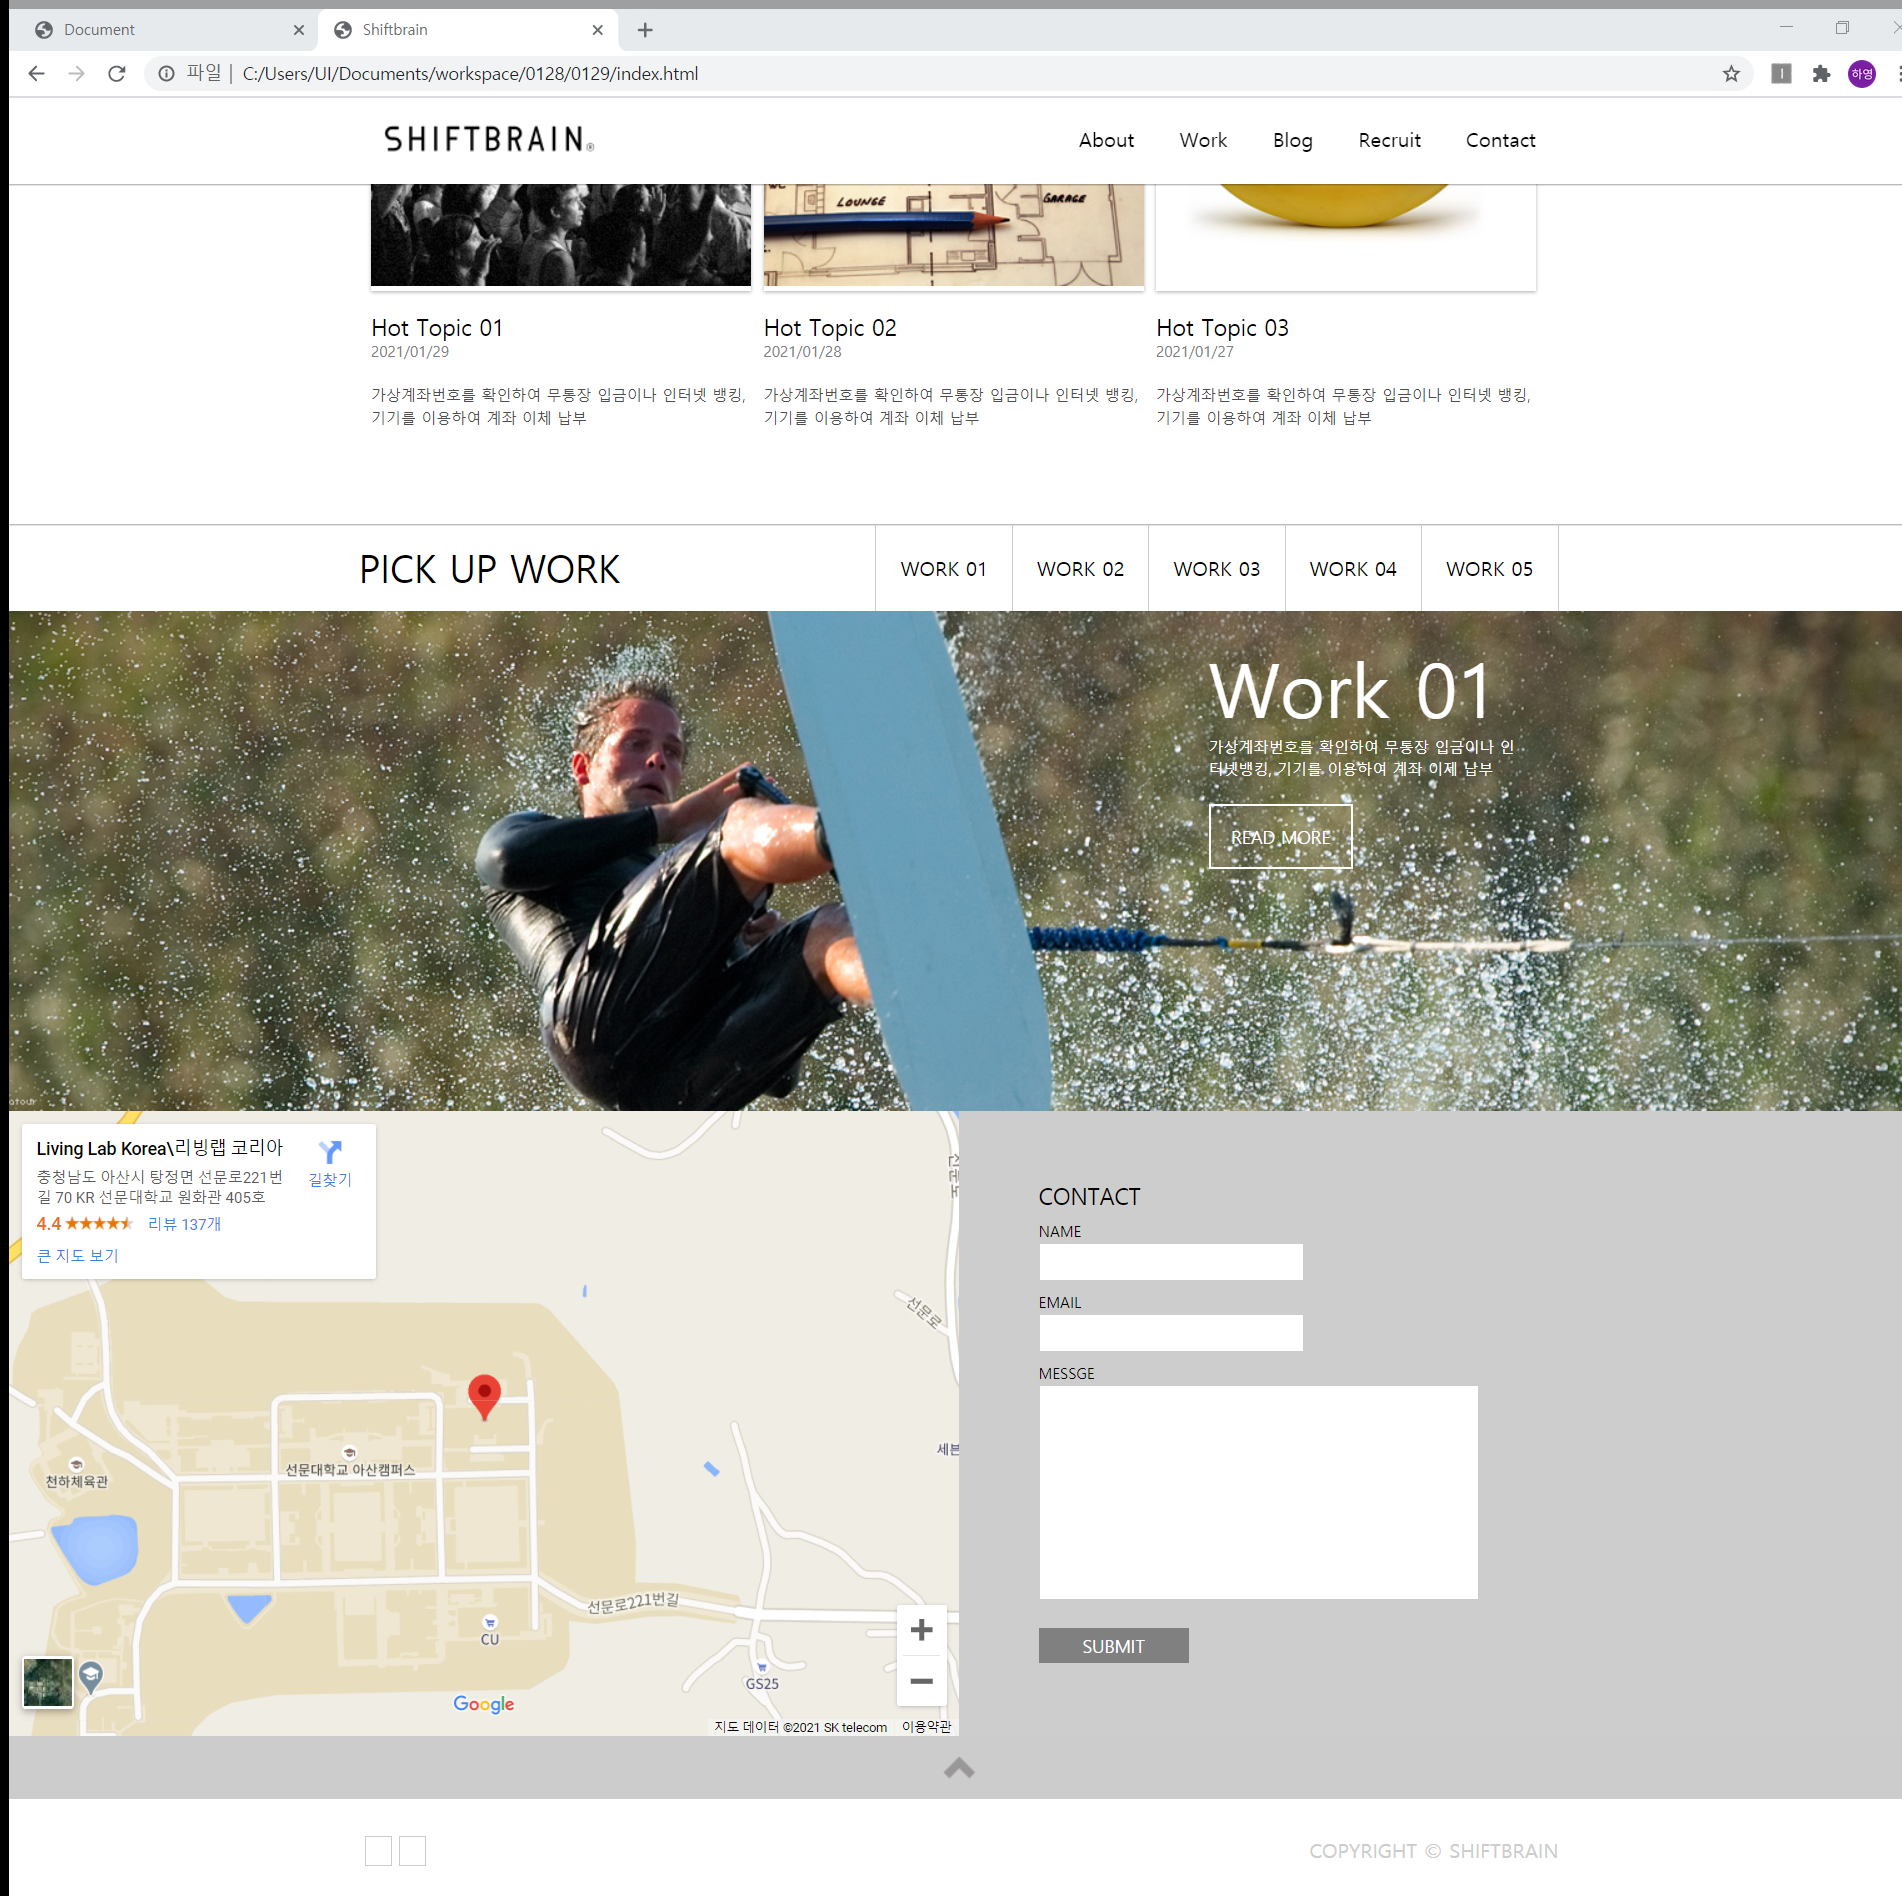 Document
Shiftbrain
파일 | C:/Users/UI/Documents/workspace/0128/0129/index.html
하영
SHIFTBRAIN®
About Work Blog Recruit Contact
LOUNGE
GARAGE
Hot Topic 01
2021/01/29
가상계좌번호를 확인하여 무통장 입금이나 인터넷 뱅킹,
기기를 이용하여 계좌 이체 납부
Hot Topic 02
2021/01/28
가상계좌번호를 확인하여 무통장 입금이나 인터넷 뱅킹,
기기를 이용하여 계좌 이체 납부
Hot Topic 03
2021/01/27
가상계좌번호를 확인하여 무통장 입금이나 인터넷 뱅킹,
기기를 이용하여 계좌 이체 납부
PICK UP WORK
WORK 01 WORK 02 WORK 03 WORK 04 WORK 05
Work 01
가상계좌번호를 확인하여 무통장 입금이나 인
터넷뱅킹, 기기를 이용하여 계좌 이제 납부
READ MORE
Living Lab Korea\리빙랩 코리아
충청남도 아산시 탕정면 선문로221번
길 70 KR 선문대학교 원화관 405호
길찾기
4.4 ★★★★ 리뷰 137개
큰 지도 보기
선문로
선문로
세븐
선문대학교 아산캠퍼스
천하체육관
선문로221번길
CU
GS25
Google
지도 데이터 ©2021 SK telecom 이용약관
CONTACT
NAME
EMAIL
MESSGE
SUBMIT
COPYRIGHT © SHIFTBRAIN